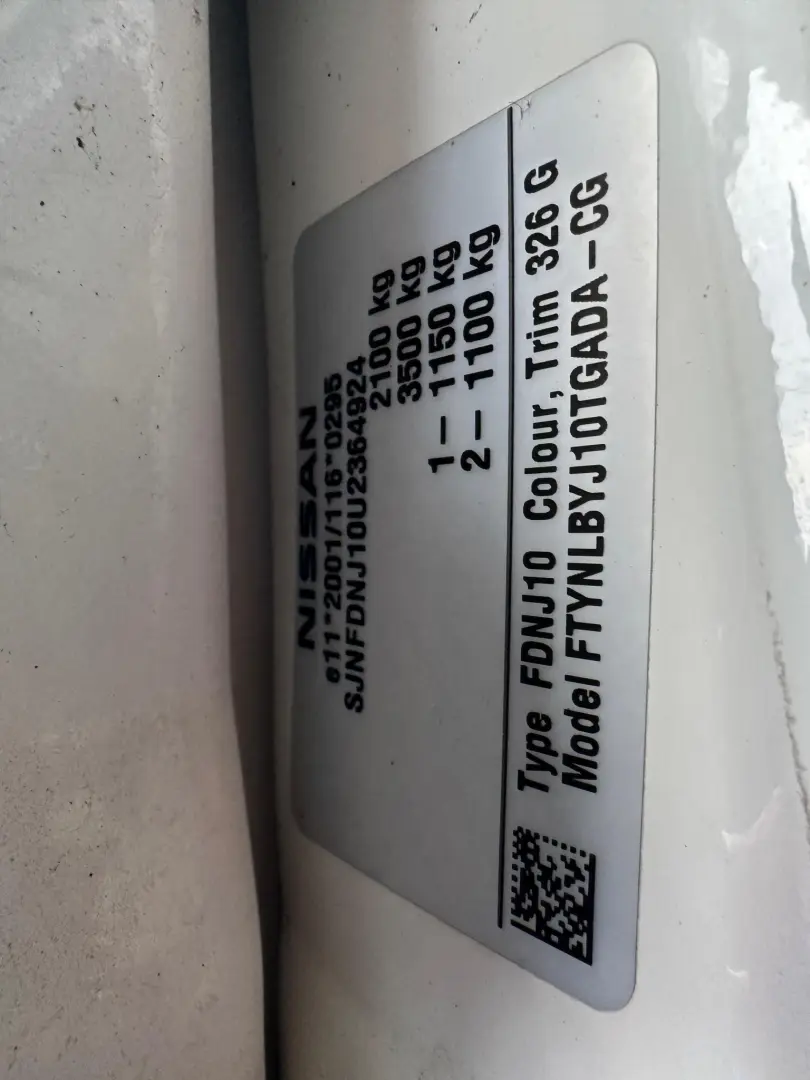 NISSAN
e11*2001/116*0295
SJNFDNJ10U2364924
2100 kg
3500 kg
1– 1150 kg
2– 1100 kg
Type FDNJ10 Colour, Trim 326 G
Model FTYNLBYJ10TGADA–CG